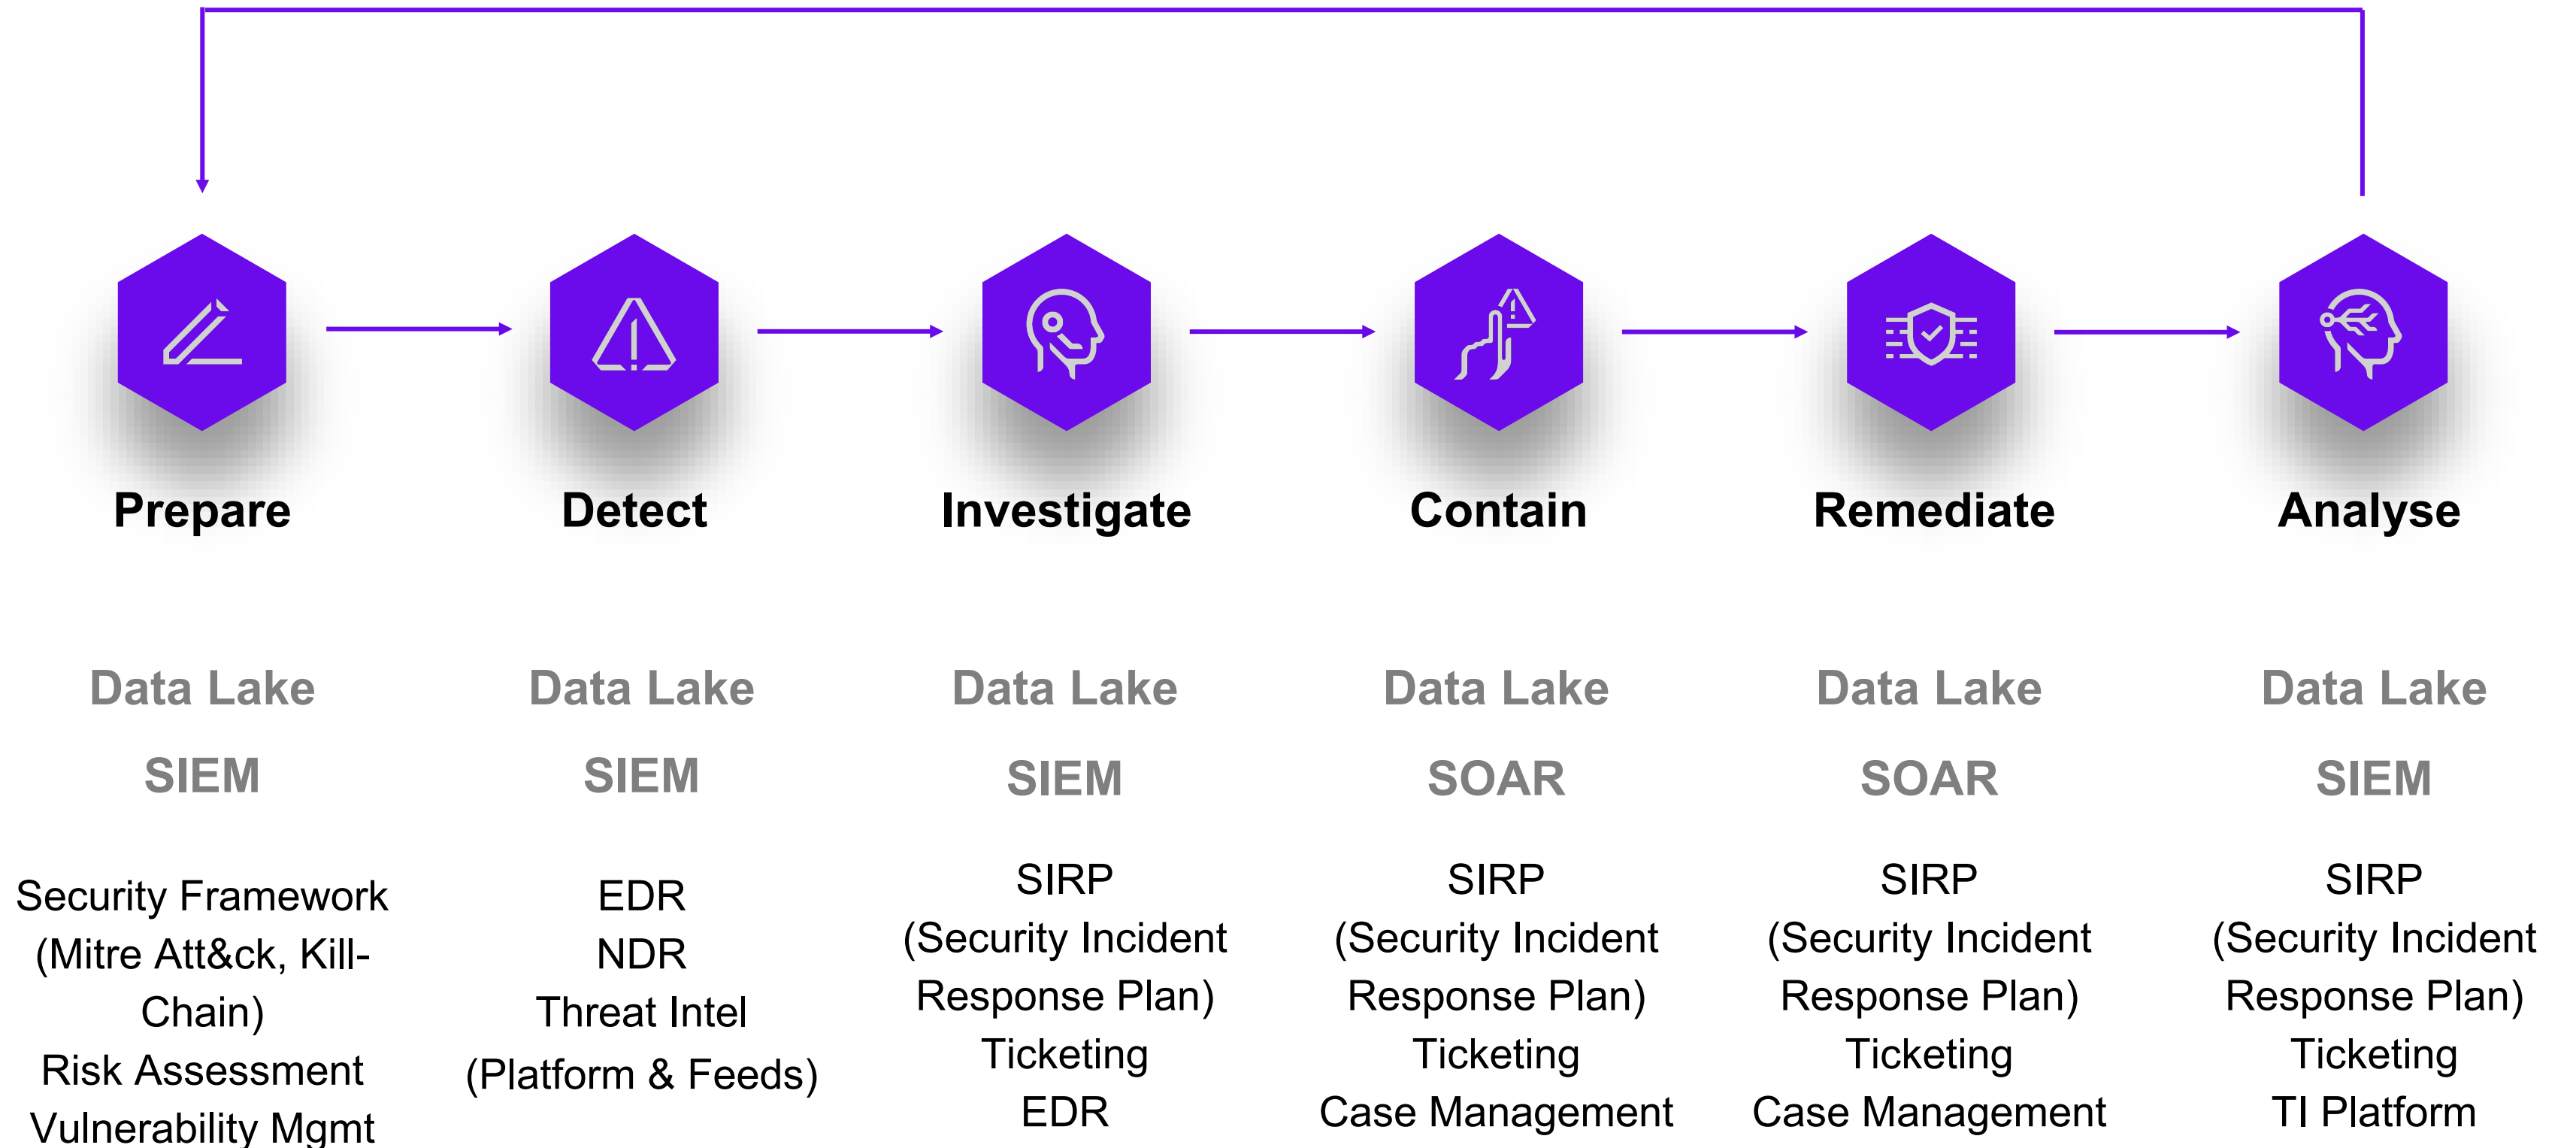 Prepare
Detect
Investigate
Contain
Remediate
Analyse
Data Lake
Data Lake
Data Lake
Data Lake
Data Lake
Data Lake
SIEM
SIEM
SIEM
SOAR
SOAR
SIEM
Security Framework
(Mitre Att&ck, Kill-
Chain)
Risk Assessment
Vulnerability Mgmt
EDR
NDR
Threat Intel
(Platform & Feeds)
SIRP
(Security Incident
Response Plan)
Ticketing
EDR
SIRP
(Security Incident
Response Plan)
Ticketing
Case Management
SIRP
(Security Incident
Response Plan)
Ticketing
Case Management
SIRP
(Security Incident
Response Plan)
Ticketing
TI Platform